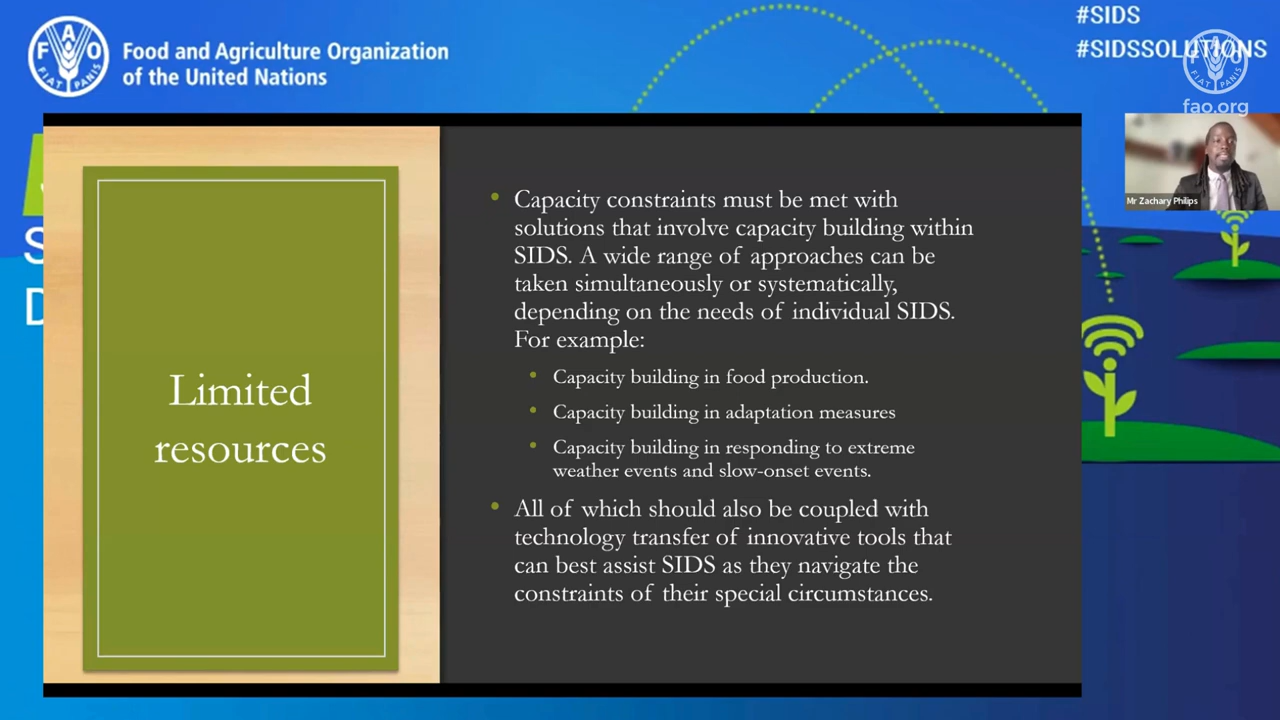 F A O
FIAT PANIS
Food and Agriculture Organization
of the United Nations
#SIDS
#SIDSSOLUTIONS
F A O
FIAT PANIS
fao.org
Mr Zachary Philips
S
D
Limited
resources
• Capacity constraints must be met with
solutions that involve capacity building within
SIDS. A wide range of approaches can be
taken simultaneously or systematically,
depending on the needs of individual SIDS.
For example:
• Capacity building in food production.
• Capacity building in adaptation measures
• Capacity building in responding to extreme
weather events and slow-onset events.
• All of which should also be coupled with
technology transfer of innovative tools that
can best assist SIDS as they navigate the
constraints of their special circumstances.